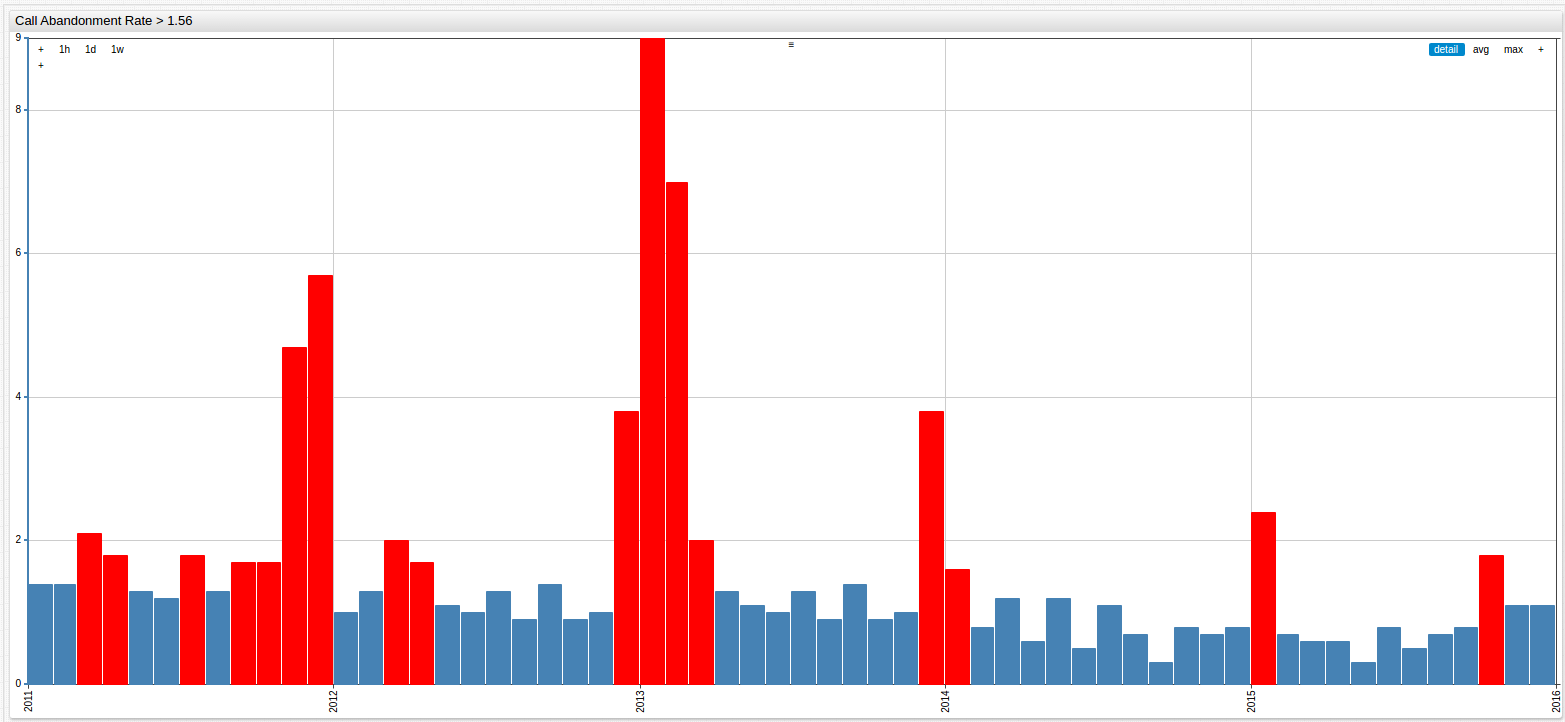 Call Abandonment Rate > 1.56
9
+ 1h 1d 1w
+
≡
detail avg max +
8
6
4
2
0
2011 2012 2013 2014 2015 2016